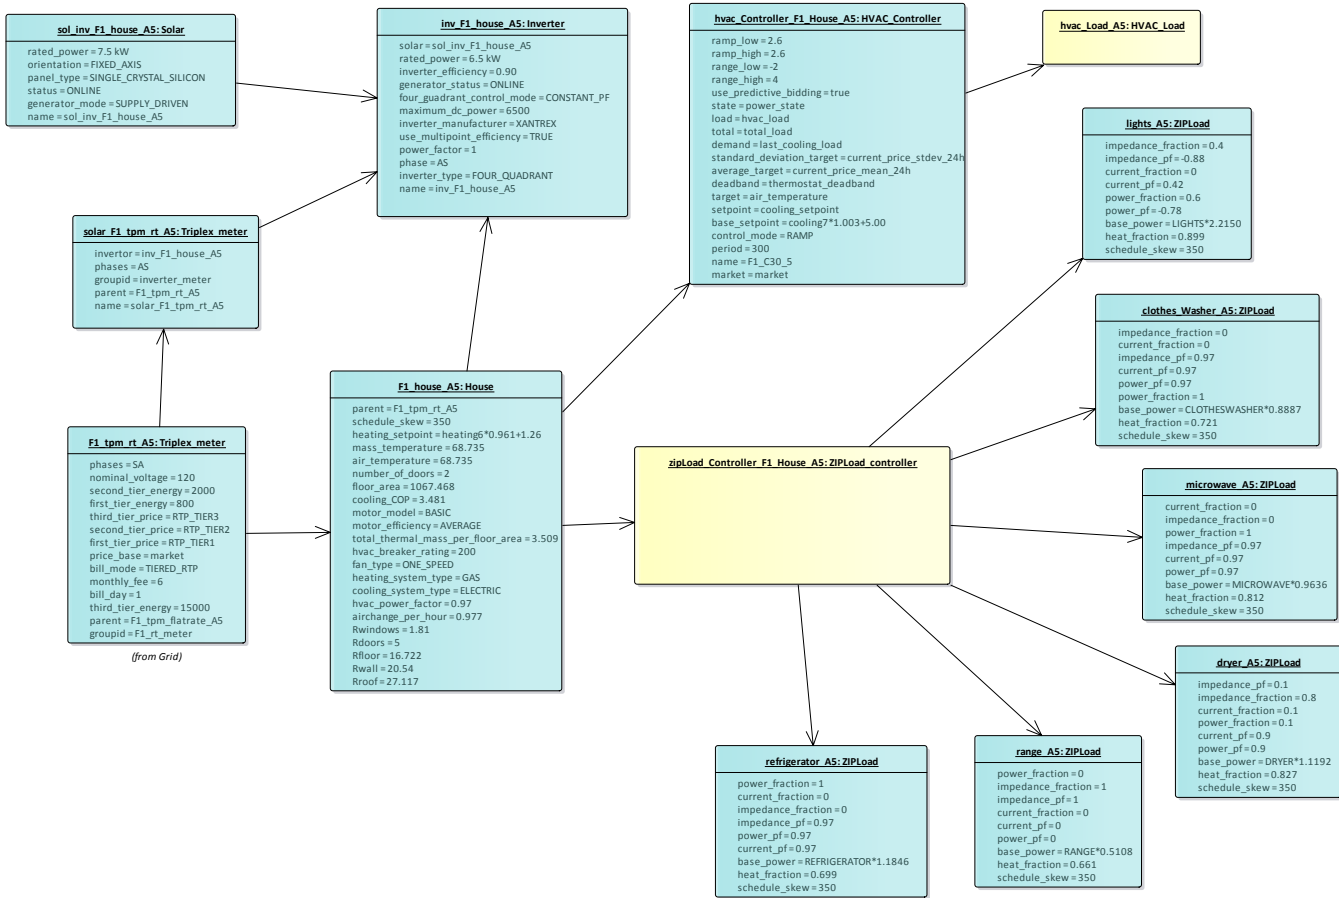 sol_inv_F1_house_A5: Solar
rated_power = 7.5 kW
orientation = FIXED_AXIS
panel_type = SINGLE_CRYSTAL_SILICON
status = ONLINE
generator_mode = SUPPLY_DRIVEN
name = sol_inv_F1_house_A5
inv_F1_house_A5: Inverter
solar = sol_inv_F1_house_A5
rated_power = 6.5 kW
inverter_efficiency = 0.90
generator_status = ONLINE
four_quadrant_control_mode = CONSTANT_PF
maximum_dc_power = 6500
inverter_manufacturer = XANTREX
use_multipoint_efficiency = TRUE
power_factor = 1
phase = AS
inverter_type = FOUR_QUADRANT
name = inv_F1_house_A5
hvac_Controller_F1_House_A5: HVAC_Controller
ramp_low = 2.6
ramp_high = 2.6
range_low = -2
range_high = 4
use_predictive_bidding = true
state = power_state
load = hvac_load
total = total_load
demand = last_cooling_load
standard_deviation_target = current_price_stdev_24h
average_target = current_price_mean_24h
deadband = thermostat_deadband
target = air_temperature
setpoint = cooling_setpoint
base_setpoint = cooling7*1.003+5.00
control_mode = RAMP
period = 300
name = F1_C30_5
market = market
hvac_Load_A5: HVAC_Load
lights_A5: ZIPLoad
impedance_fraction = 0.4
impedance_pf = -0.88
current_fraction = 0
current_pf = 0.42
power_fraction = 0.6
power_pf = -0.78
base_power = LIGHTS*2.2150
heat_fraction = 0.899
schedule_skew = 350
solar_F1_tpm_rt_A5: Triplex_meter
invertor = inv_F1_house_A5
phases = AS
groupid = inverter_meter
parent = F1_tpm_rt_A5
name = solar_F1_tpm_rt_A5
clothes_Washer_A5: ZIPLoad
impedance_fraction = 0
current_fraction = 0
impedance_pf = 0.97
current_pf = 0.97
power_pf = 0.97
power_fraction = 1
base_power = CLOTHESWASHER*0.8887
heat_fraction = 0.721
schedule_skew = 350
F1_house_A5: House
parent = F1_tpm_rt_A5
schedule_skew = 350
heating_setpoint = heating6*0.961+1.26
mass_temperature = 68.735
air_temperature = 68.735
number_of_doors = 2
floor_area = 1067.468
cooling_COP = 3.481
motor_model = BASIC
motor_efficiency = AVERAGE
total_thermal_mass_per_floor_area = 3.509
hvac_breaker_rating = 200
fan_type = ONE_SPEED
heating_system_type = GAS
cooling_system_type = ELECTRIC
hvac_power_factor = 0.97
airchange_per_hour = 0.977
Rwindows = 1.81
Rdoors = 5
Rfloor = 16.722
Rwall = 20.54
Rroof = 27.117
F1_tpm_rt_A5: Triplex_meter
phases = SA
nominal_voltage = 120
second_tier_energy = 2000
first_tier_energy = 800
third_tier_price = RTP_TIER3
second_tier_price = RTP_TIER2
first_tier_price = RTP_TIER1
price_base = market
bill_mode = TIERED_RTP
monthly_fee = 6
bill_day = 1
third_tier_energy = 15000
parent = F1_tpm_flatrate_A5
groupid = F1_rt_meter
(from Grid)
zipLoad_Controller_F1_House_A5: ZIPLoad_controller
microwave_A5: ZIPLoad
current_fraction = 0
impedance_fraction = 0
power_fraction = 1
impedance_pf = 0.97
current_pf = 0.97
power_pf = 0.97
base_power = MICROWAVE*0.9636
heat_fraction = 0.812
schedule_skew = 350
dryer_A5: ZIPLoad
impedance_pf = 0.1
impedance_fraction = 0.8
current_fraction = 0.1
power_fraction = 0.1
current_pf = 0.9
power_pf = 0.9
base_power = DRYER*1.1192
heat_fraction = 0.827
schedule_skew = 350
refrigerator_A5: ZIPLoad
power_fraction = 1
current_fraction = 0
impedance_fraction = 0
impedance_pf = 0.97
power_pf = 0.97
current_pf = 0.97
base_power = REFRIGERATOR*1.1846
heat_fraction = 0.699
schedule_skew = 350
range_A5: ZIPLoad
power_fraction = 0
impedance_fraction = 1
impedance_pf = 1
current_fraction = 0
current_pf = 0
power_pf = 0
base_power = RANGE*0.5108
heat_fraction = 0.661
schedule_skew = 350